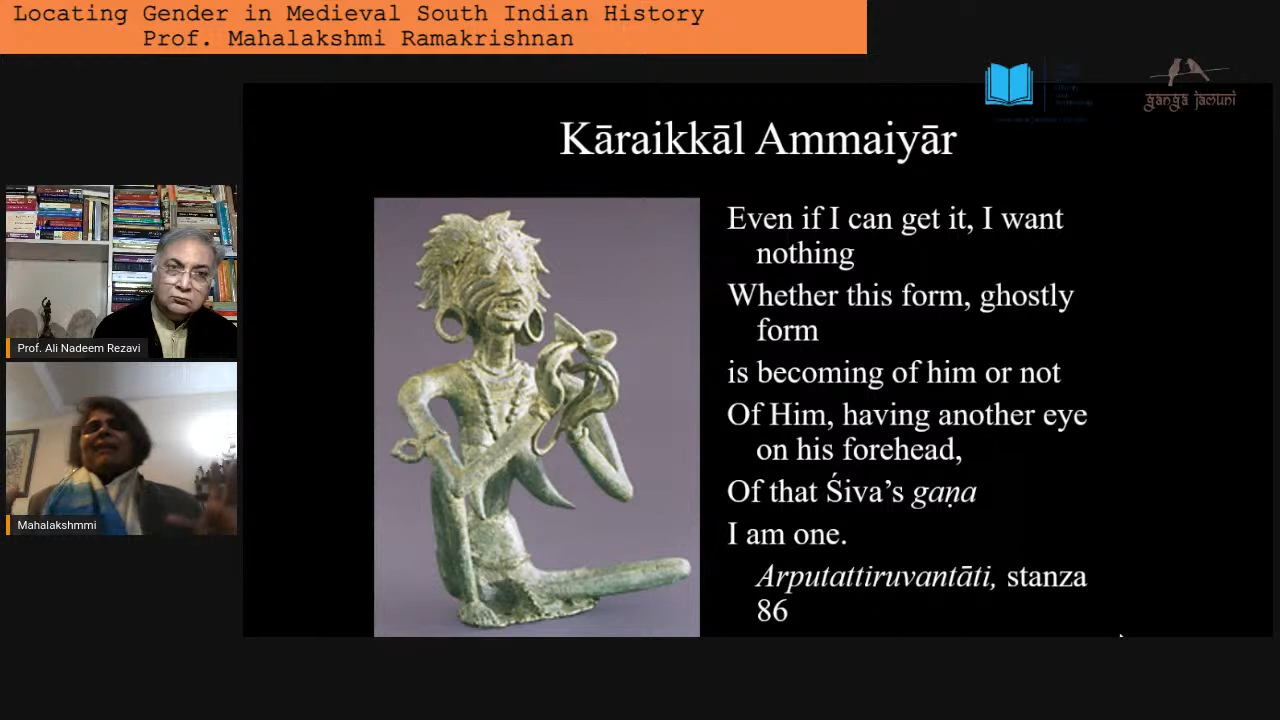 Locating Gender in Medieval South Indian History
Prof. Mahalakshmi Ramakrishnan
ganga jamuni
Kāraikkāl Ammaiyār
Even if I can get it, I want
nothing
Whether this form, ghostly
form
is becoming of him or not
Of Him, having another eye
on his forehead,
Of that Śiva’s gaṇa
I am one.
Arputattiruvantāti, stanza
86
Prof. Ali Nadeem Rezavi
Mahalakshmmi